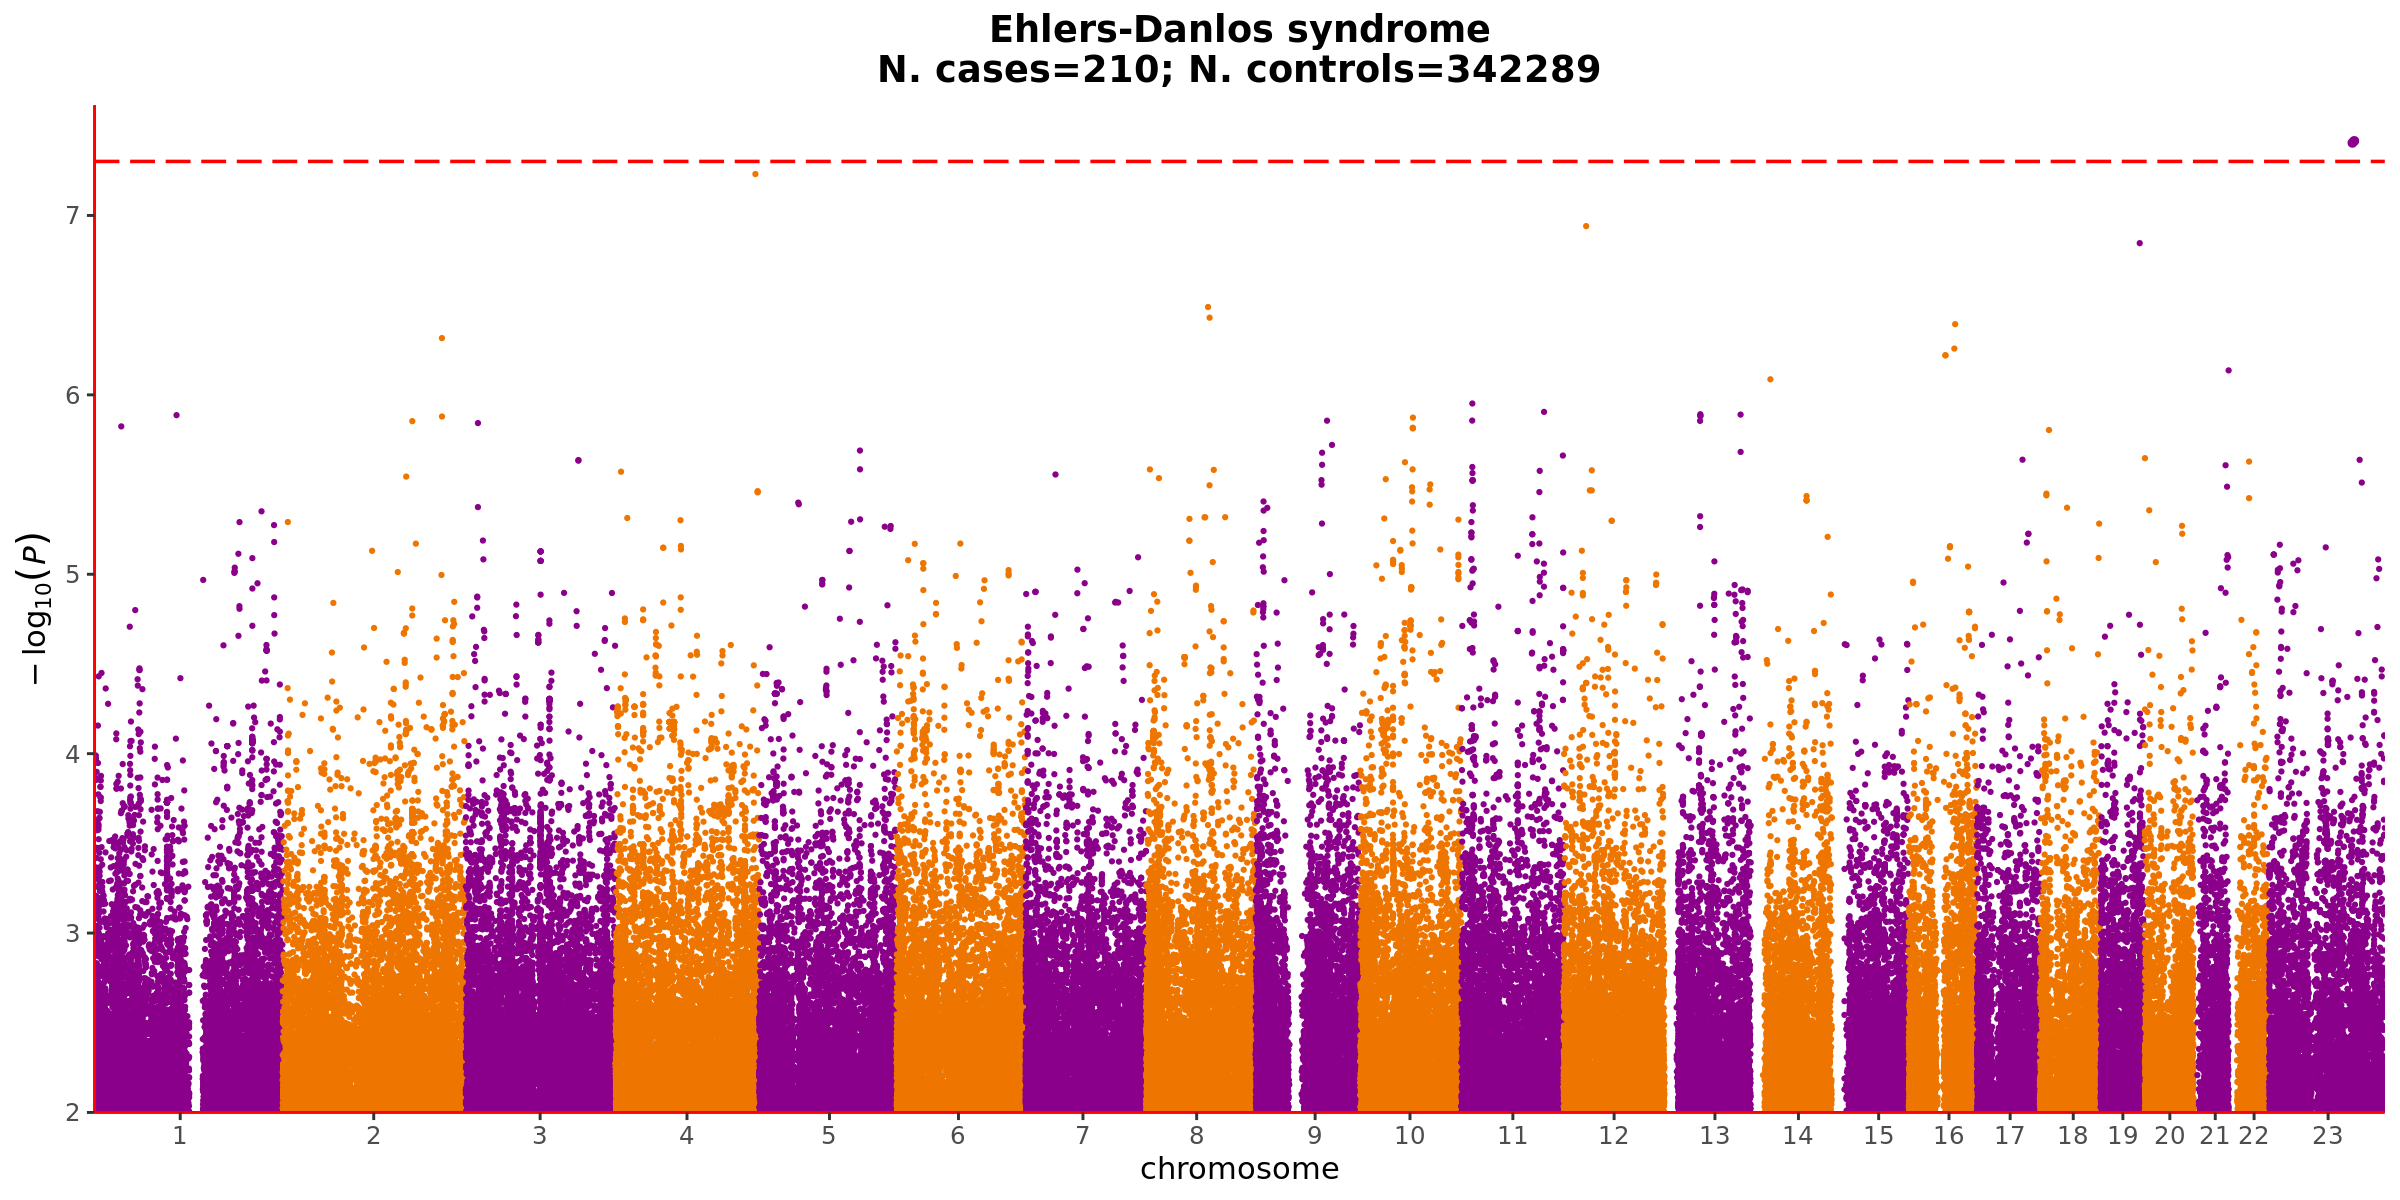 Ehlers-Danlos syndrome
N. cases=210; N. controls=342289
− log10(P)
7
6
5
4
3
2
1 2 3 4 5 6 7 8 9 10 11 12 13 14 15 16 17 18 19 20 21 22 23
chromosome